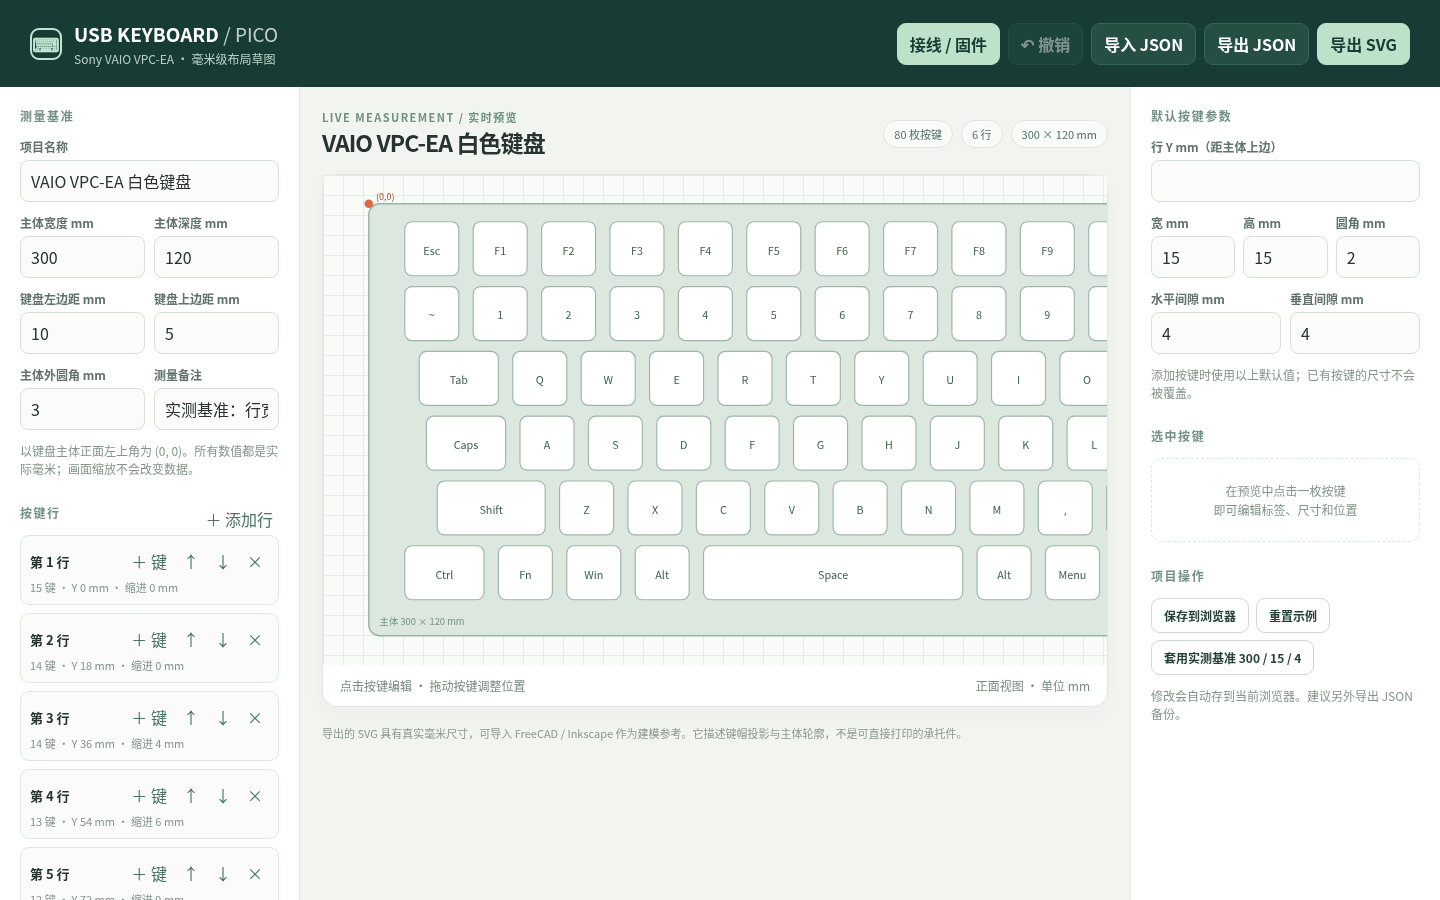 USB KEYBOARD / PICO
Sony VAIO VPC-EA · 毫米级布局草图
接线 / 固件
↶ 撤销
导入 JSON
导出 JSON
导出 SVG
测量基准
项目名称
VAIO VPC-EA 白色键盘
主体宽度 mm
主体深度 mm
300
120
键盘左边距 mm
键盘上边距 mm
10
5
主体外圆角 mm
测量备注
3
实测基准：行宽
以键盘主体正面左上角为 (0, 0)。所有数值都是实
际毫米；画面缩放不会改变数据。
按键行
＋ 添加行
第 1 行
＋ 键 ↑ ↓ ×
15 键 · Y 0 mm · 缩进 0 mm
第 2 行
＋ 键 ↑ ↓ ×
14 键 · Y 18 mm · 缩进 0 mm
第 3 行
＋ 键 ↑ ↓ ×
14 键 · Y 36 mm · 缩进 4 mm
第 4 行
＋ 键 ↑ ↓ ×
13 键 · Y 54 mm · 缩进 6 mm
第 5 行
＋ 键 ↑ ↓ ×
12 键 · Y 72 mm · 缩进 9 mm
LIVE MEASUREMENT / 实时预览
VAIO VPC-EA 白色键盘
80 枚按键
6 行
300 × 120 mm
(0,0)
Esc F1 F2 F3 F4 F5 F6 F7 F8 F9
~ 1 2 3 4 5 6 7 8 9
Tab Q W E R T Y U I O
Caps A S D F G H J K L
Shift Z X C V B N M ,
Ctrl Fn Win Alt Space Alt Menu
主体 300 × 120 mm
点击按键编辑 · 拖动按键调整位置
正面视图 · 单位 mm
导出的 SVG 具有真实毫米尺寸，可导入 FreeCAD / Inkscape 作为建模参考。它描述键帽投影与主体轮廓，不是可直接打印的承托件。
默认按键参数
行 Y mm（距主体上边）
宽 mm
高 mm
圆角 mm
15
15
2
水平间隙 mm
垂直间隙 mm
4
4
添加按键时使用以上默认值；已有按键的尺寸不会
被覆盖。
选中按键
在预览中点击一枚按键
即可编辑标签、尺寸和位置
项目操作
保存到浏览器
重置示例
套用实测基准 300 / 15 / 4
修改会自动存到当前浏览器。建议另外导出 JSON
备份。